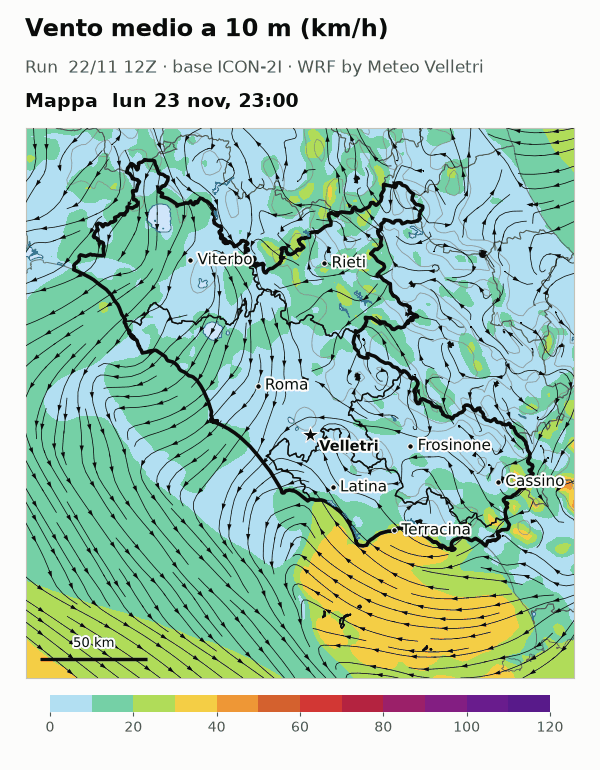 Vento medio a 10 m (km/h)
Run  22/11 12Z · base ICON-2I · WRF by Meteo Velletri
Mappa  lun 23 nov, 23:00
Viterbo
Rieti
Roma
Velletri
Frosinone
Latina
Cassino
Terracina
50 km
0 20 40 60 80 100 120